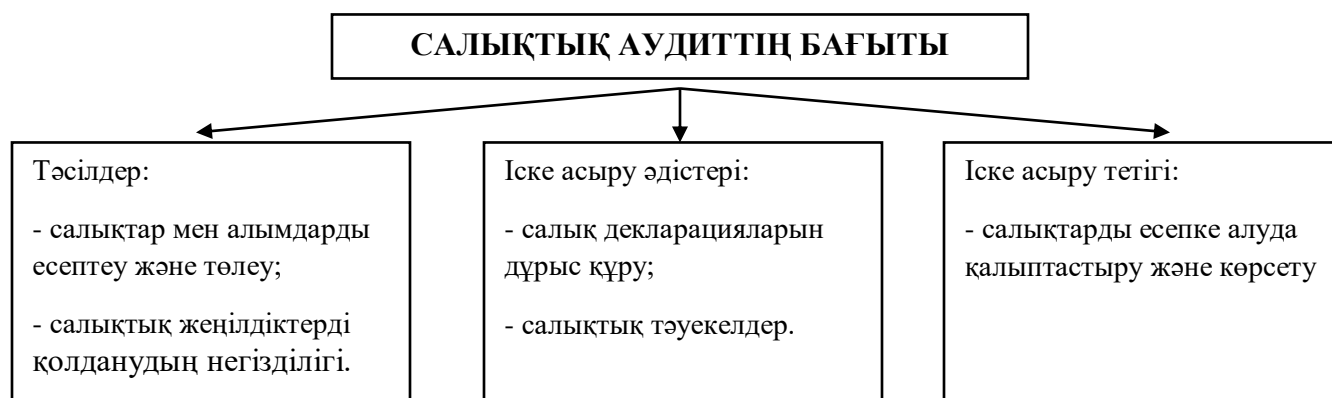 САЛЫҚТЫҚ АУДИТТІҢ БАҒЫТЫ
Тәсілдер:
- салықтар мен алымдарды
есептеу және төлеу;
- салықтық жеңілдіктерді
қолданудың негізділігі.
Іске асыру әдістері:
- салық декларацияларын
дұрыс құру;
- салықтық тәуекелдер.
Іске асыру тетігі:
- салықтарды есепке алуда
қалыптастыру және көрсету